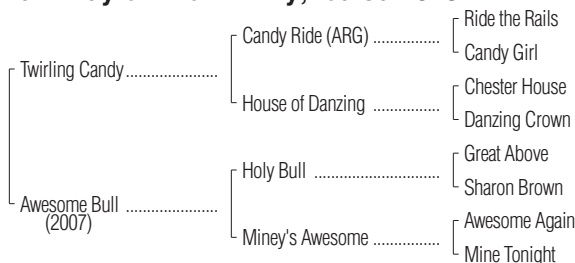 Ride the Rails
Candy Ride (ARG) ................
Candy Girl
Twirling Candy ......................
Chester House
House of Danzing ................
Danzing Crown
Great Above
Holy Bull ..............................
Sharon Brown
Awesome Bull ......................
(2007)
Awesome Again
Miney's Awesome ................
Mine Tonight